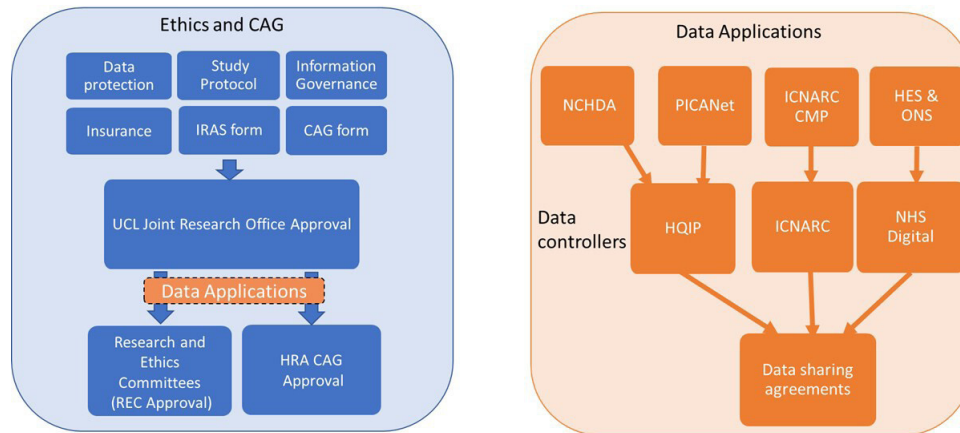 Ethics and CAG
Data
protection
Study
Protocol
Information
Governance
Insurance
IRAS form
CAG form
UCL Joint Research Office Approval
Data Applications
Research and
Ethics
Committees
(REC Approval)
HRA CAG
Approval
Data Applications
NCHDA
PICANet
ICNARC
CMP
HES &
ONS
Data
controllers
HQIP
ICNARC
NHS
Digital
Data sharing
agreements